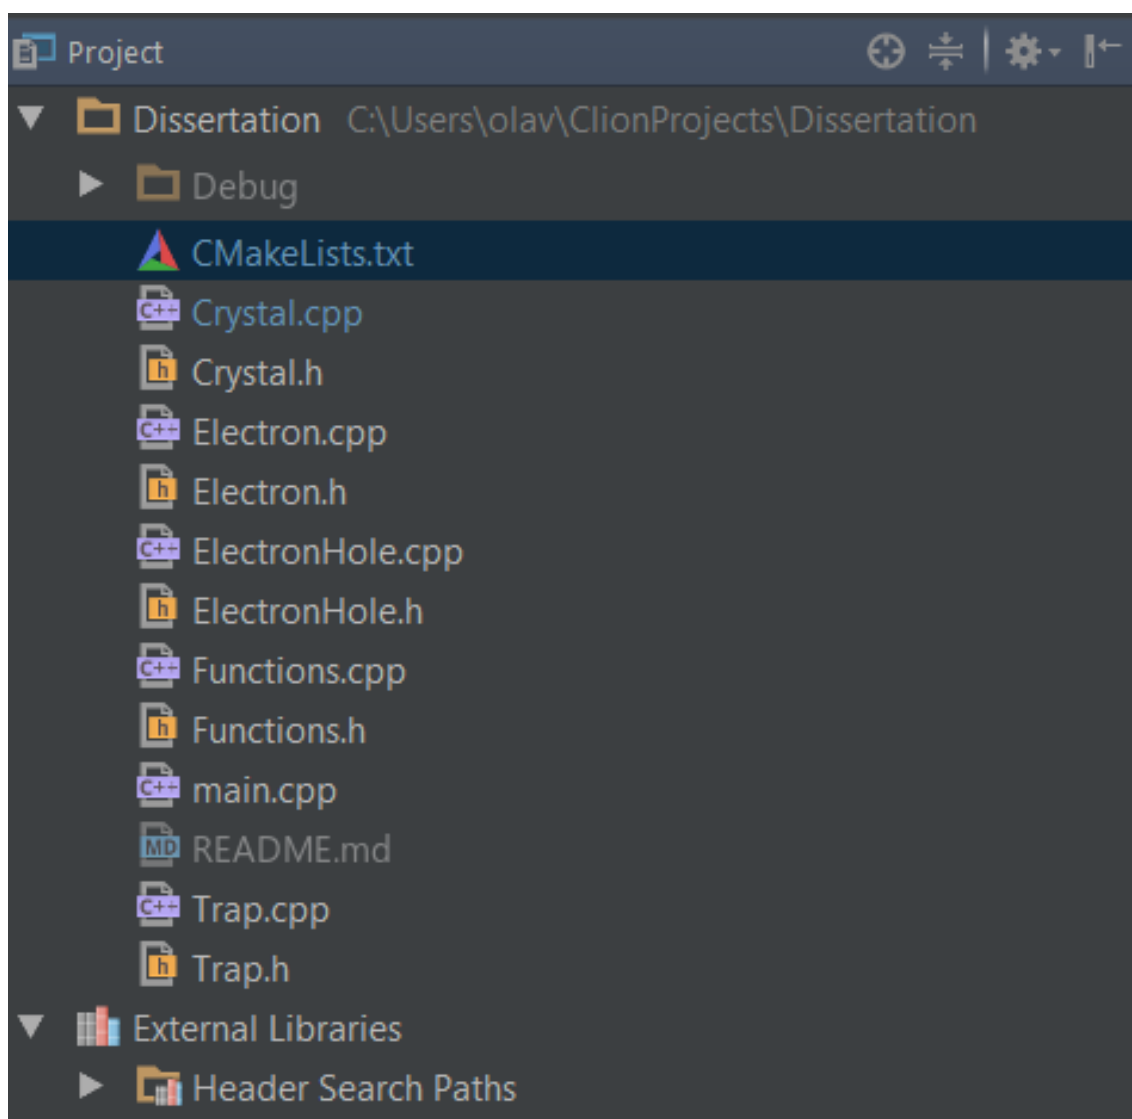 Project
Dissertation C:\Users\olav\ClionProjects\Dissertation
Debug
CMakeLists.txt
C++ Crystal.cpp
h Crystal.h
C++ Electron.cpp
h Electron.h
C++ ElectronHole.cpp
h ElectronHole.h
C++ Functions.cpp
h Functions.h
C++ main.cpp
MD README.md
C++ Trap.cpp
h Trap.h
External Libraries
Header Search Paths